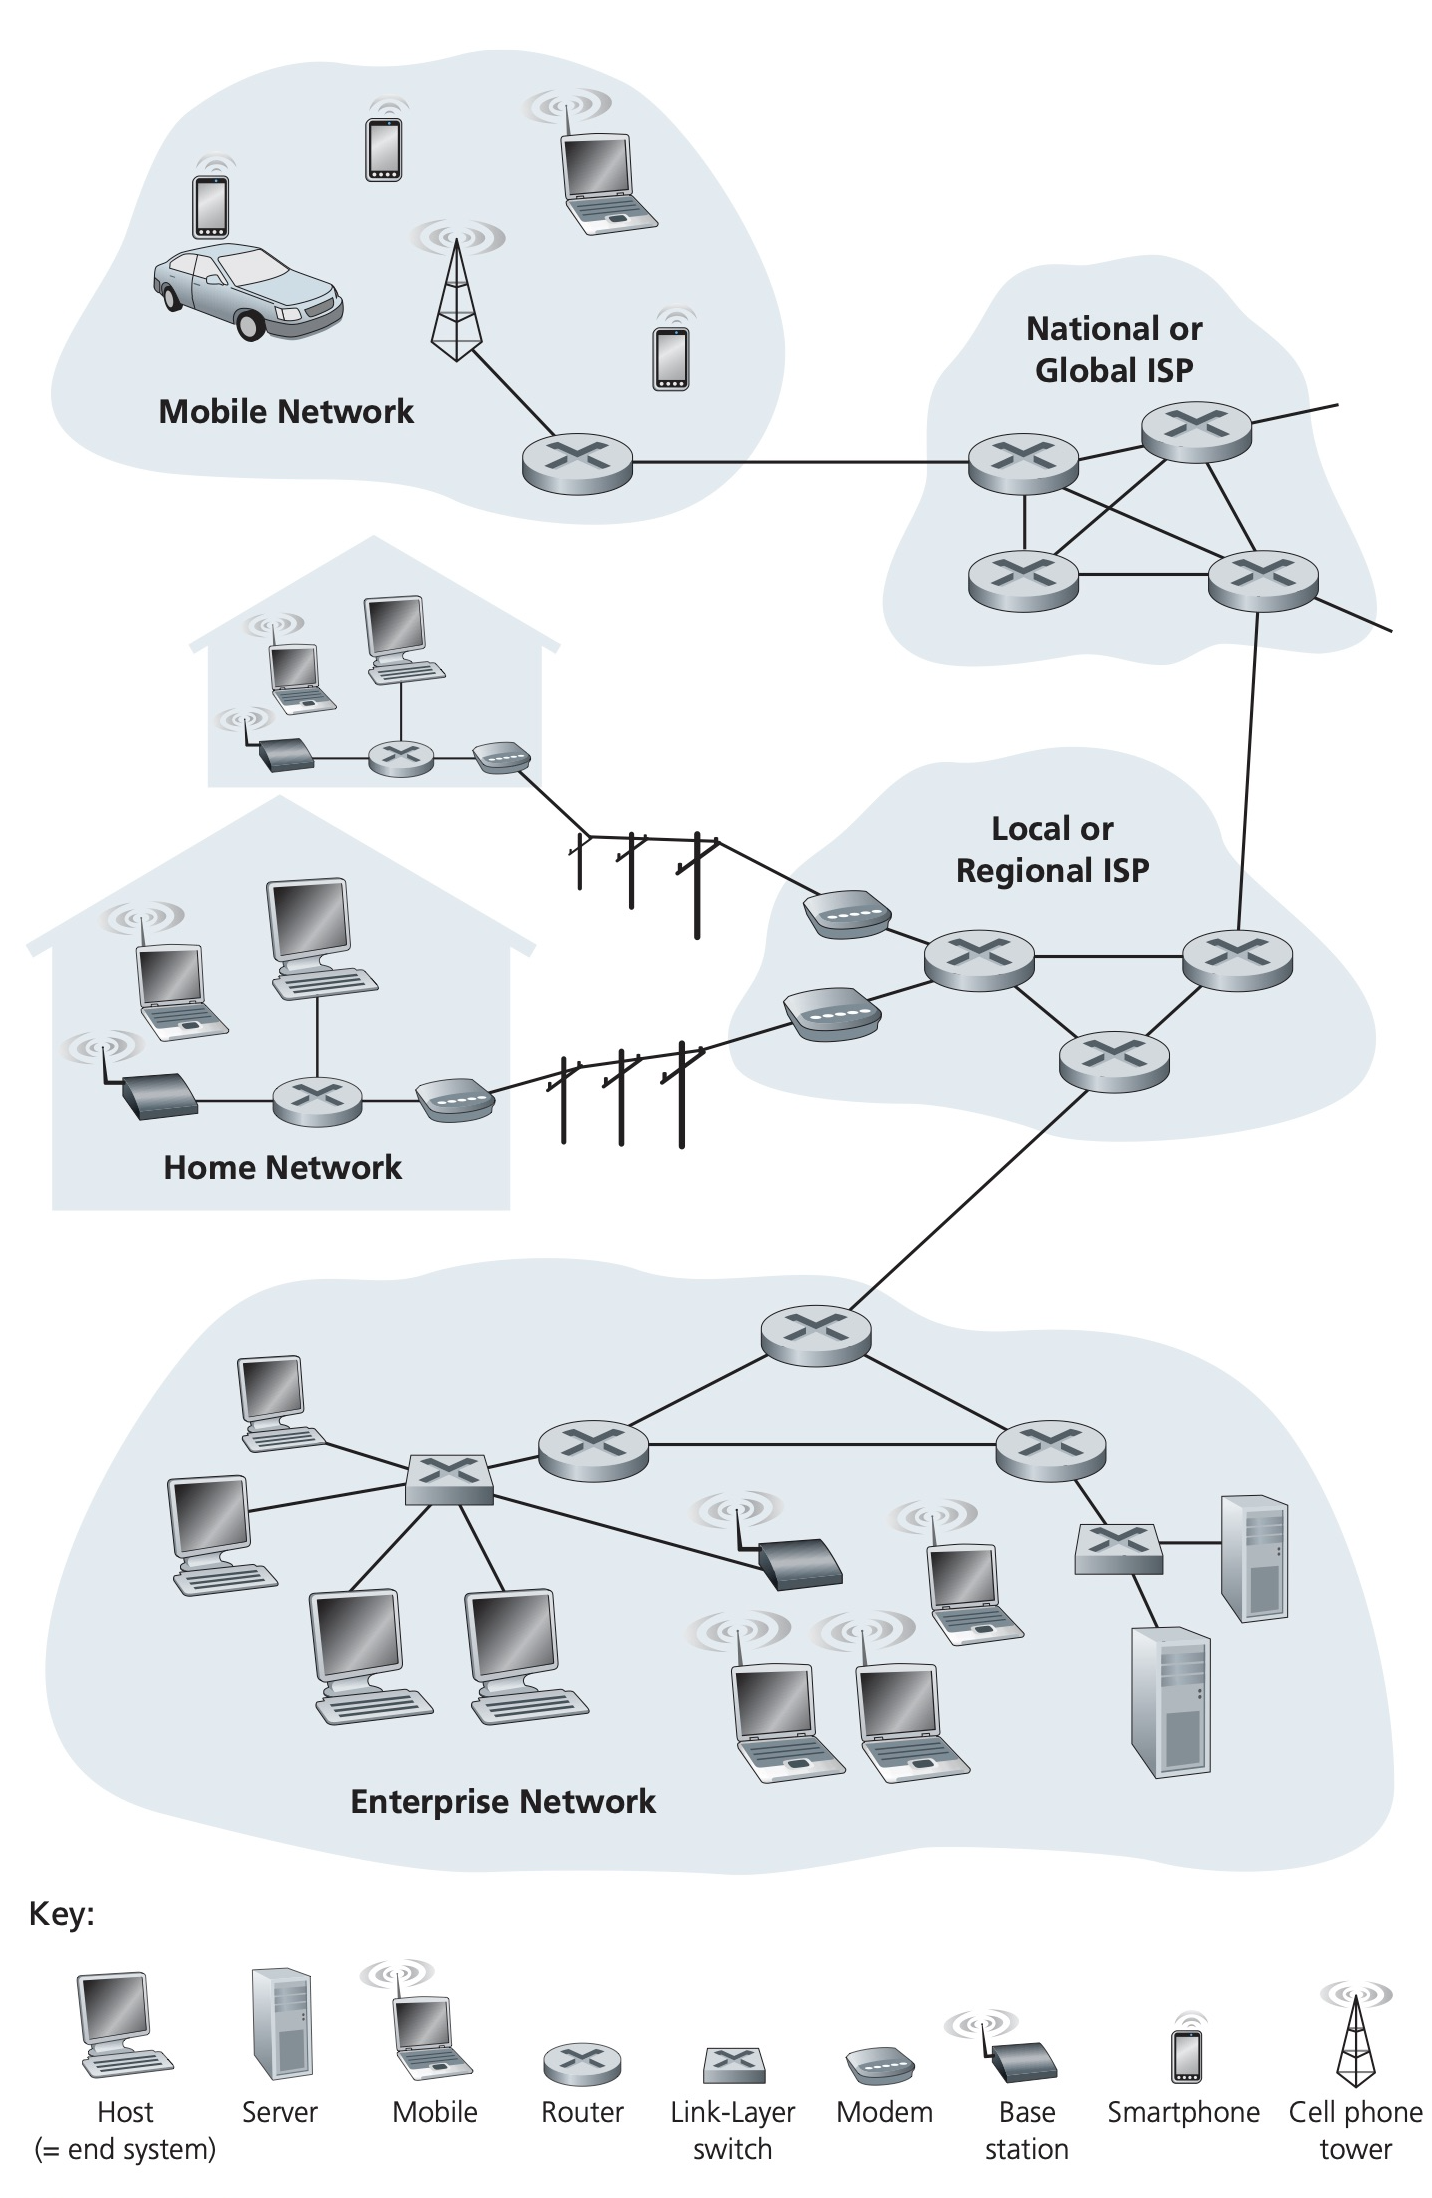 Mobile Network
National or
Global ISP
Local or
Regional ISP
Home Network
Enterprise Network
Key:
Host
(= end system)
Server
Mobile
Router
Link-Layer
switch
Modem
Base
station
Smartphone
Cell phone
tower